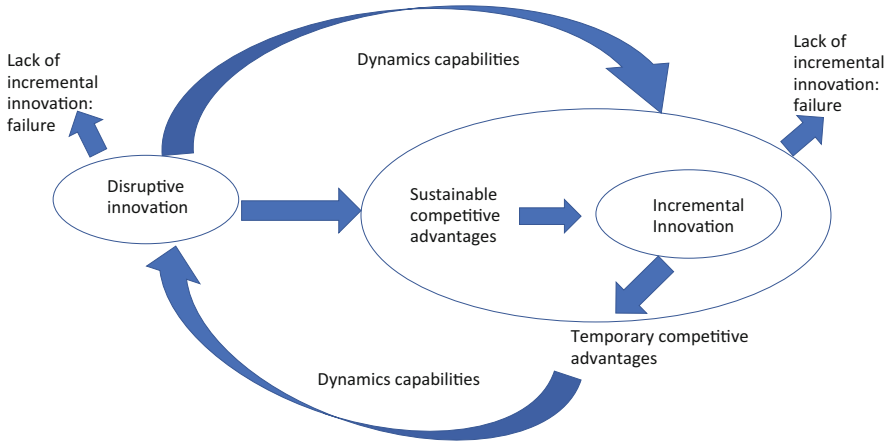 Dynamics capabilities
Lack of
incremental
innovation:
failure
Lack of
incremental
innovation:
failure
Disruptive
innovation
Sustainable
competitive
advantages
Incremental
Innovation
Temporary competitive
advantages
Dynamics capabilities